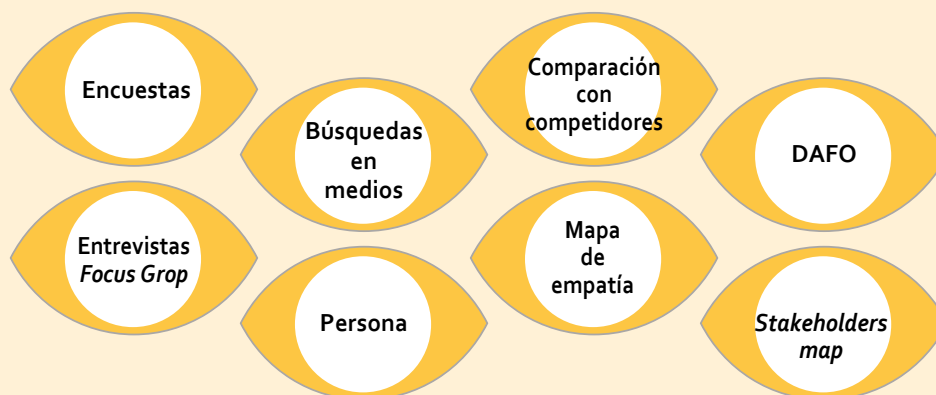 Encuestas
Búsquedas
en
medios
Comparación
con
competidores
DAFO
Entrevistas
Focus Grop
Persona
Mapa
de
empatía
Stakeholders
map